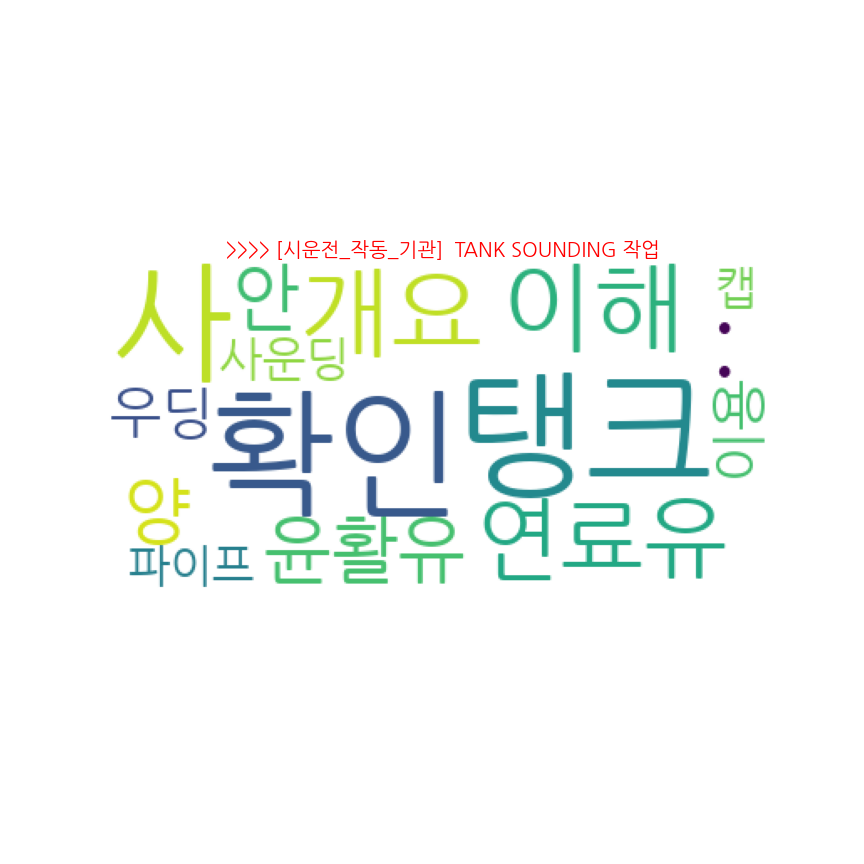 >>>> [시운전_작동_기관] TANK SOUNDING 작업
사
안
개요
이해
캡
사운딩
우딩
확인
탱크
용이
양
파이프
윤활유
연료유